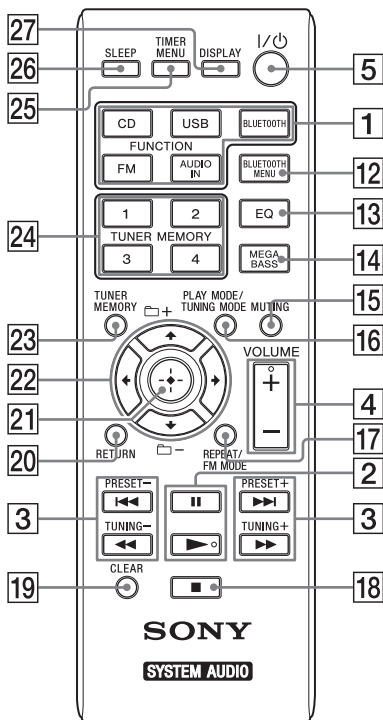 27
SLEEP
TIMER
MENU
DISPLAY
I/⏻
26
5
25
CD
USB
BLUETOOTH
1
FUNCTION
FM
AUDIO
IN
BLUETOOTH
MENU
12
1
2
EQ
13
24
TUNER MEMORY
3
4
MEGA
BASS
14
TUNER
MEMORY
PLAY MODE/
TUNING MODE
MUTING
15
23
+
16
22
VOLUME
+
21
4
−
17
20
RETURN
−
REPEAT/
FM MODE
2
PRESET−
PRESET+
3
3
TUNING−
TUNING+
CLEAR
19
18
SONY
SYSTEM AUDIO